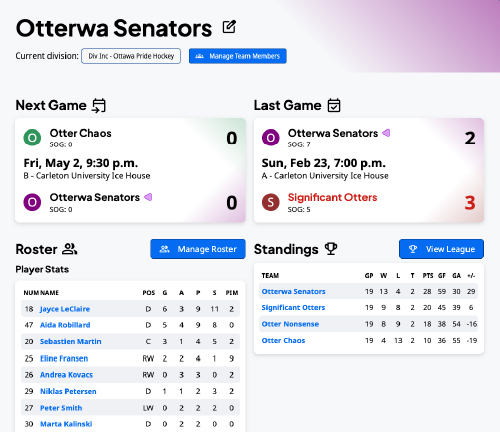 Otterwa Senators
Current division: Div Inc - Ottawa Pride Hockey Manage Team Members
Next Game
O Otter Chaos 0
SOG: 0
Fri, May 2, 9:30 p.m.
B - Carleton University Ice House
O Otterwa Senators 0
SOG: 0
Last Game
O Otterwa Senators 2
SOG: 7
Sun, Feb 23, 7:00 p.m.
A - Carleton University Ice House
S Significant Otters 3
SOG: 5
Roster Manage Roster
Player Stats
NUM NAME POS G A P S PIM
18 Jayce LeClaire D 6 3 9 11 2
47 Aida Robillard D 5 4 9 8 0
20 Sebastien Martin C 3 1 4 5 2
25 Eline Fransen RW 2 2 4 1 9
26 Andrea Kovacs RW 0 3 3 0 2
29 Niklas Petersen D 1 1 2 3 2
27 Peter Smith LW 0 2 2 2 0
30 Marta Kalinski D 0 2 2 0 0
Standings View League
TEAM GP W L T PTS GF GA +/-
Otterwa Senators 19 13 4 2 28 59 30 29
Significant Otters 19 9 8 2 20 45 39 6
Otter Nonsense 19 8 9 2 18 38 54 -16
Otter Chaos 19 4 13 2 10 36 55 -19